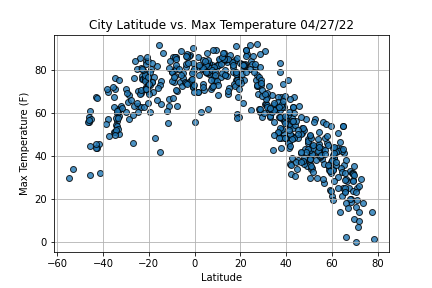 City Latitude vs. Max Temperature 04/27/22
Max Temperature (F)
80
60
40
20
0
−60 −40 −20 0 20 40 60 80
Latitude